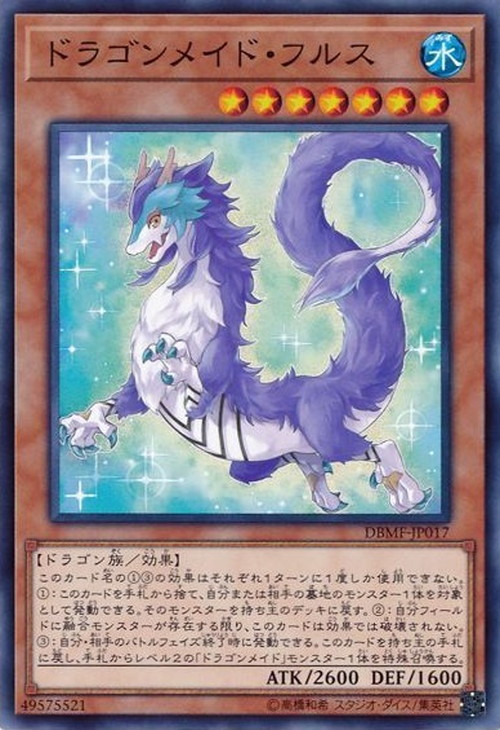 ドラゴンメイド・フルス
水
DBMF-JP017
【ドラゴン族／効果】
このカード名の①③の効果はそれぞれ１ターンに１度しか使用できない。
①：このカードを手札から捨て、自分または相手の墓地のモンスター１体を対象
として発動できる。そのモンスターを持ち主のデッキに戻す。②：自分フィール
ドに融合モンスターが存在する限り、このカードは効果では破壊されない。
③：自分・相手のバトルフェイズ終了時に発動できる。このカードを持ち主の手札
に戻し、手札からレベル２の「ドラゴンメイド」モンスター１体を特殊召喚する。
ATK/2600 DEF/1600
49575521
©高橋和希 スタジオ・ダイス/集英社